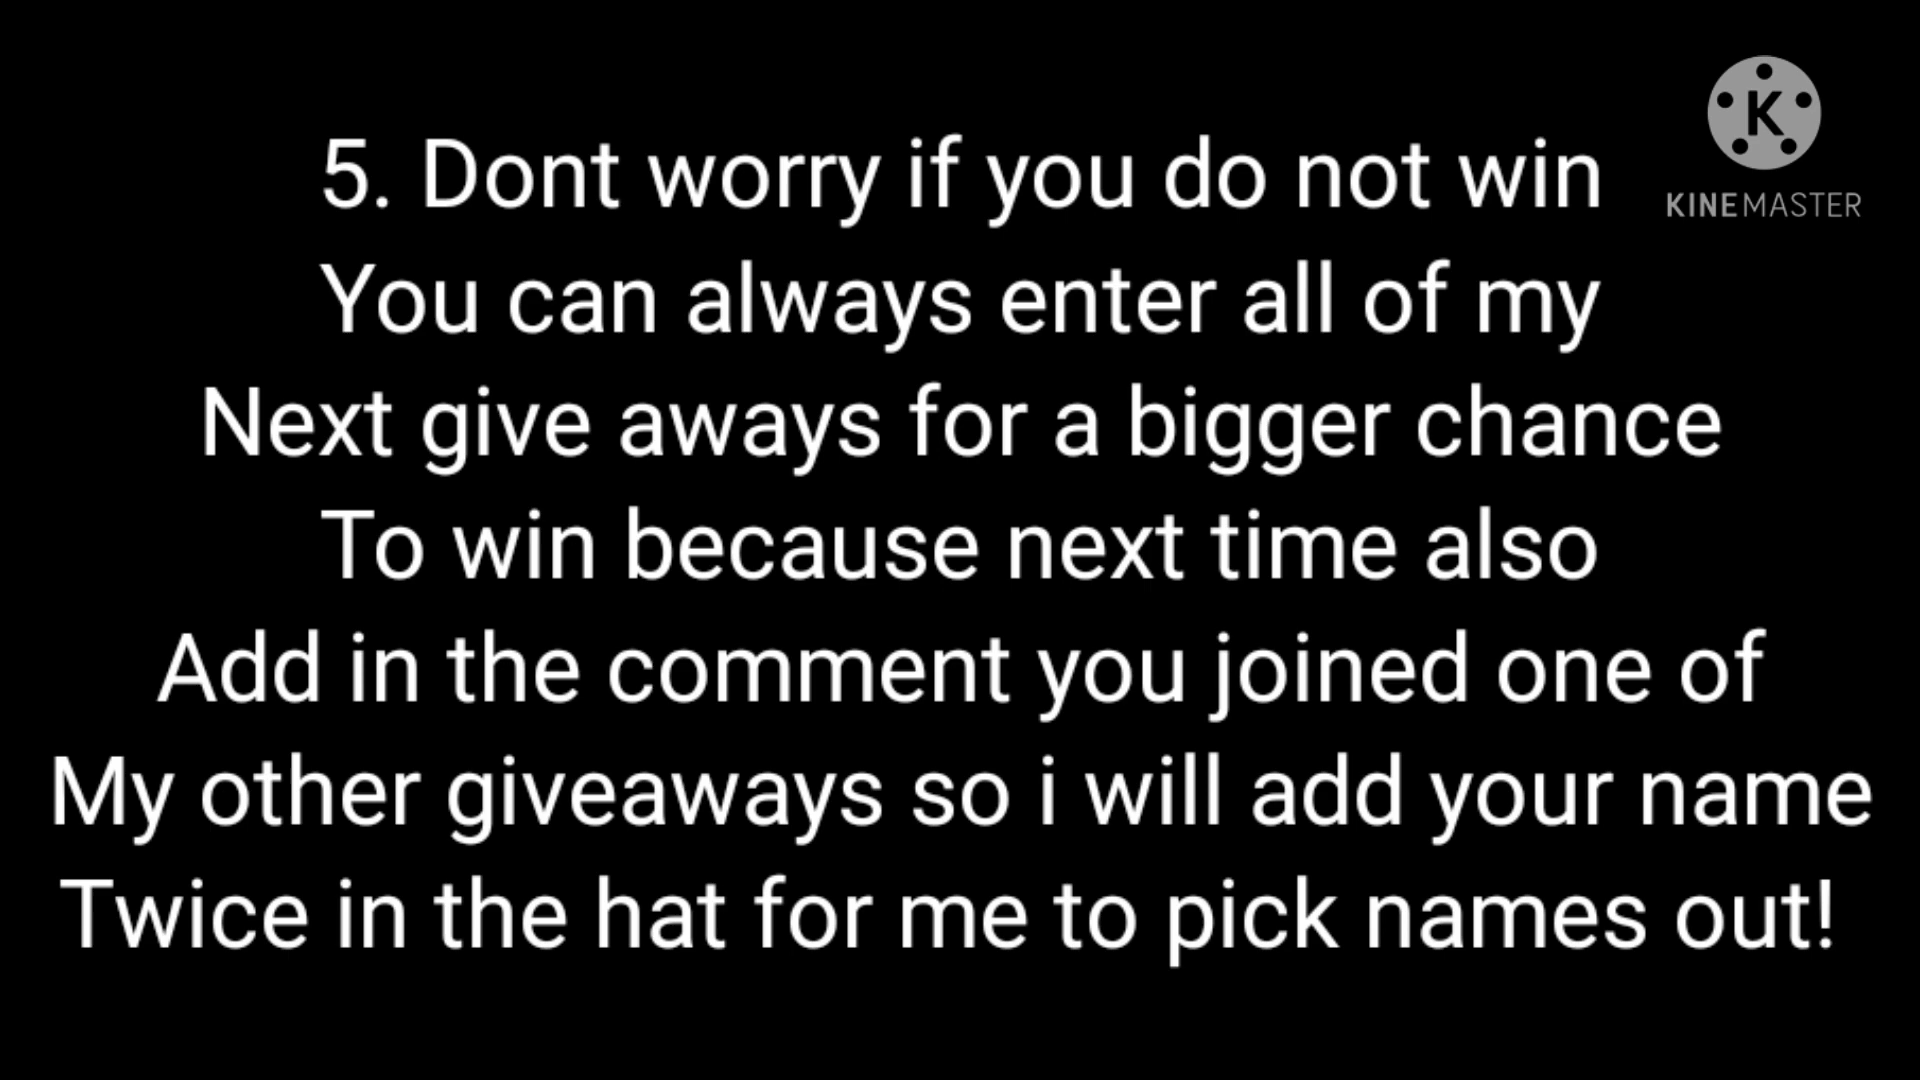 5. Dont worry if you do not win
You can always enter all of my
Next give aways for a bigger chance
To win because next time also
Add in the comment you joined one of
My other giveaways so i will add your name
Twice in the hat for me to pick names out!
K
KINEMASTER